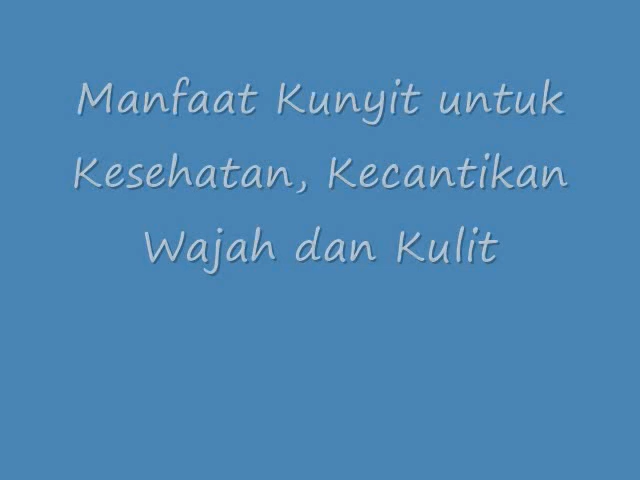 Manfaat Kunyit untuk
Kesehatan, Kecantikan
Wajah dan Kulit